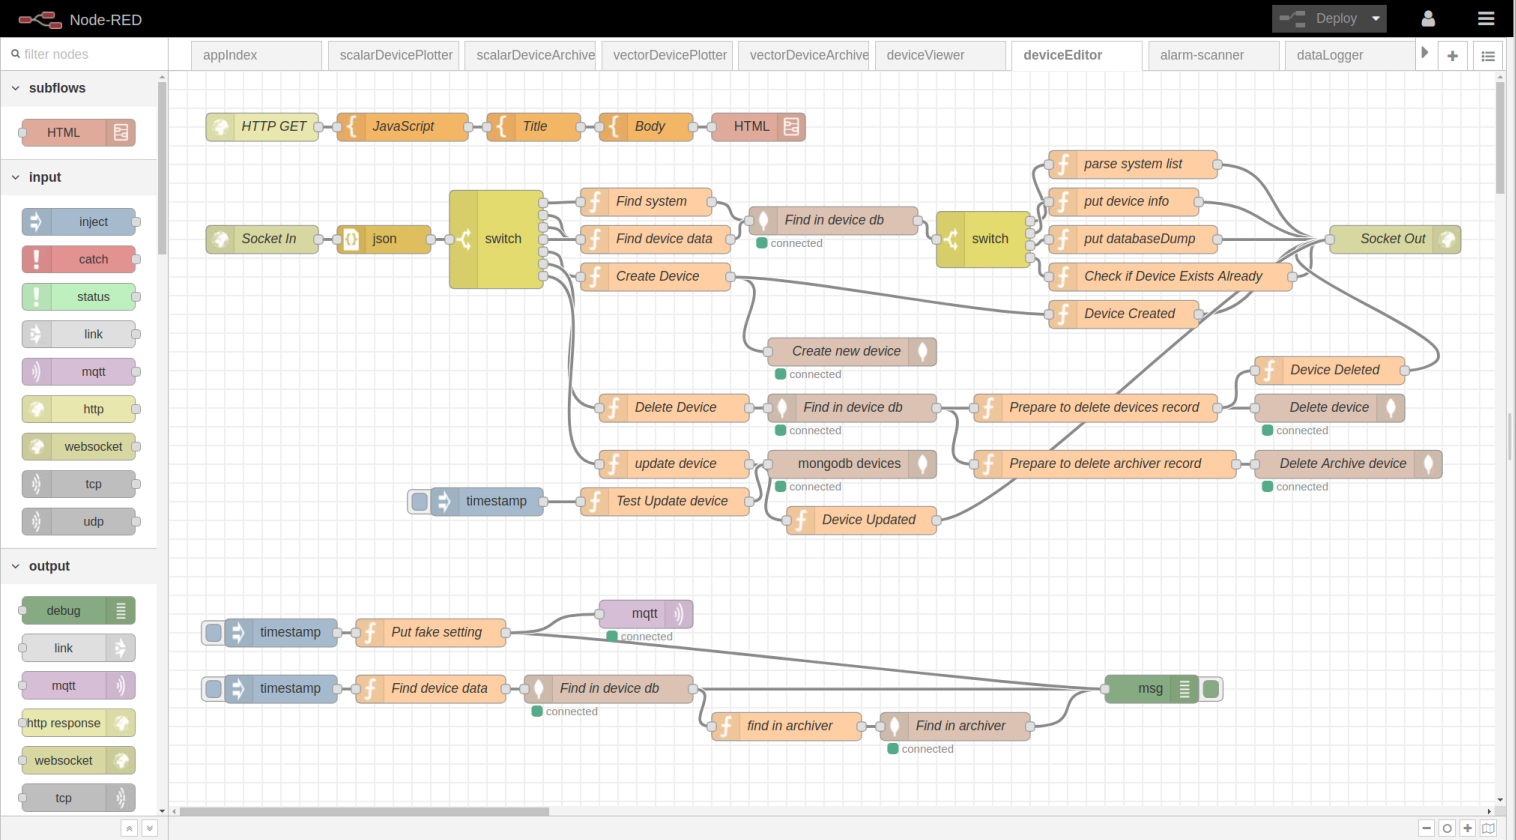 Node-RED
Deploy
filter nodes
appIndex
scalarDevicePlotter
scalarDeviceArchive
vectorDevicePlotter
vectorDeviceArchive
deviceViewer
deviceEditor
alarm-scanner
dataLogger
subflows
HTML
input
inject
catch
status
link
mqtt
http
websocket
tcp
udp
output
debug
link
mqtt
http response
websocket
tcp
HTTP GET
JavaScript
Title
Body
HTML
parse system list
Find system
put device info
Find in device db
connected
Socket In
json
switch
Find device data
switch
put databaseDump
Socket Out
Create Device
Check if Device Exists Already
Device Created
Create new device
connected
Device Deleted
Delete Device
Find in device db
connected
Prepare to delete devices record
Delete device
connected
update device
mongodb devices
connected
Prepare to delete archiver record
Delete Archive device
connected
timestamp
Test Update device
Device Updated
mqtt
connected
timestamp
Put fake setting
timestamp
Find device data
Find in device db
connected
msg
find in archiver
Find in archiver
connected